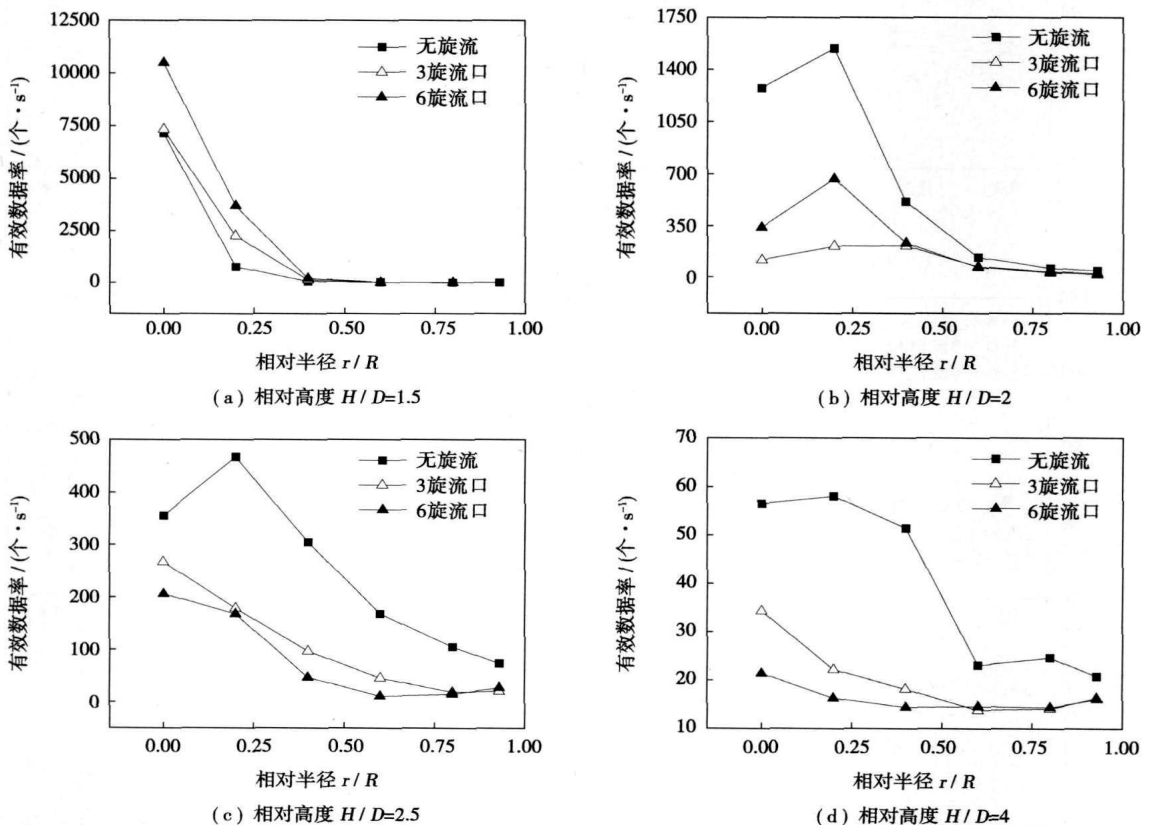 12500
10000
7500
5000
2500
0
有效数据率 / (个·s⁻¹)
无旋流
3旋流口
6旋流口
0.00 0.25 0.50 0.75 1.00
相对半径 r / R
(a) 相对高度 H / D=1.5
1750
1400
1050
700
350
0
有效数据率 / (个·s⁻¹)
无旋流
3旋流口
6旋流口
0.00 0.25 0.50 0.75 1.00
相对半径 r / R
(b) 相对高度 H / D=2
500
400
300
200
100
0
有效数据率 / (个·s⁻¹)
无旋流
3旋流口
6旋流口
0.00 0.25 0.50 0.75 1.00
相对半径 r / R
(c) 相对高度 H / D=2.5
70
60
50
40
30
20
10
有效数据率 / (个·s⁻¹)
无旋流
3旋流口
6旋流口
0.00 0.25 0.50 0.75 1.00
相对半径 r / R
(d) 相对高度 H / D=4